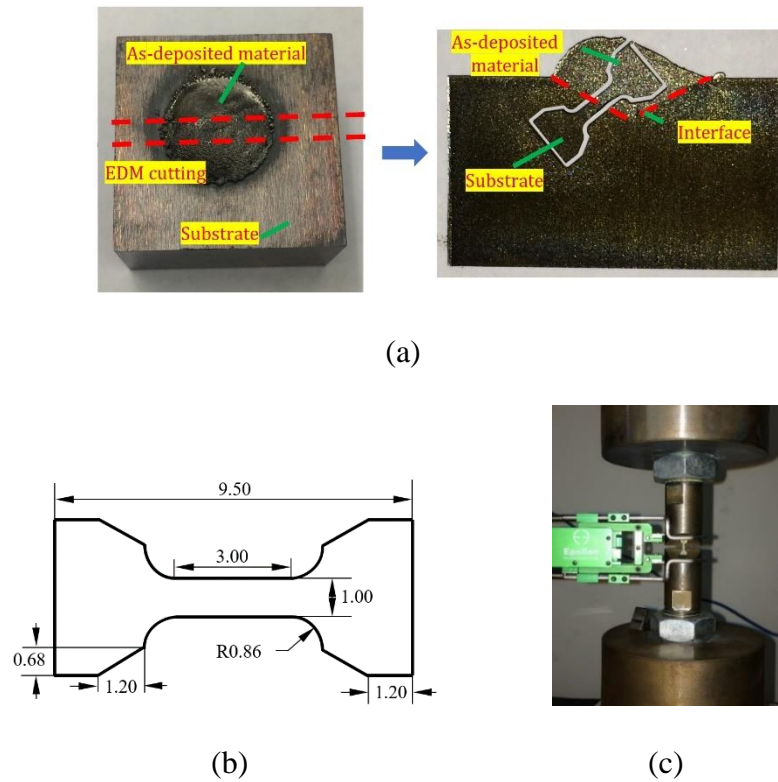 As-deposited material
EDM cutting
Substrate
As-deposited
material
Interface
Substrate
(a)
9.50
3.00
1.00
0.68
1.20
R0.86
1.20
Epsilon
(b)
(c)